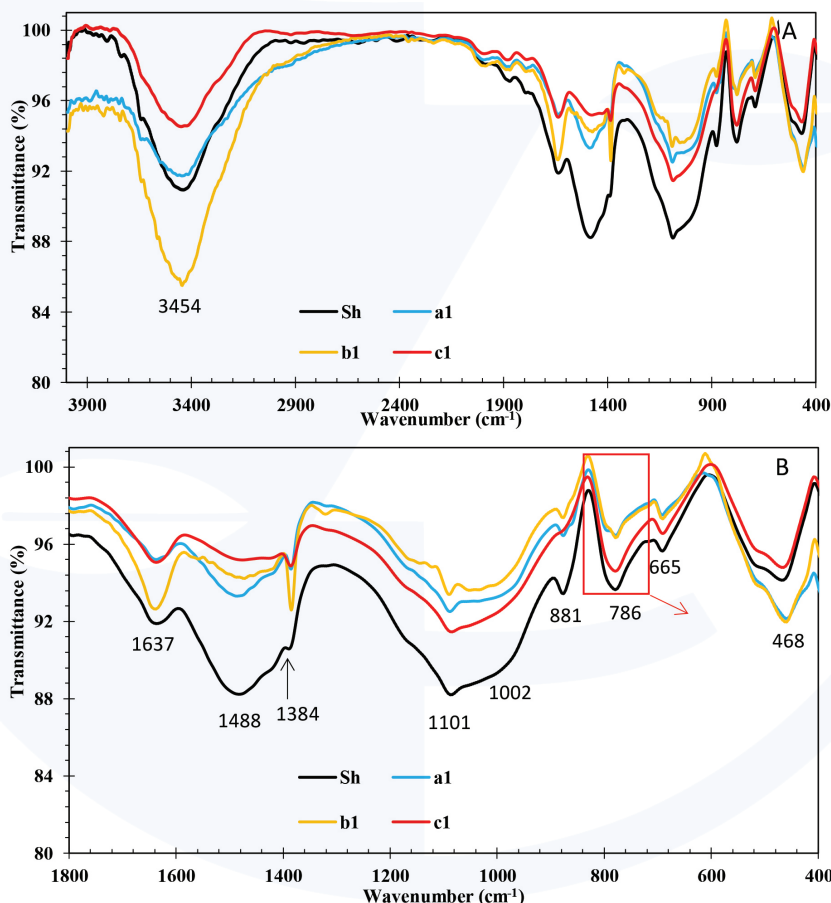 A
100
96
92
88
84
80
Transmittance (%)
3454
Sh a1
b1 c1
3900 3400 2900 2400 1900 1400 900 400
Wavenumber (cm-1)
B
100
96
92
88
84
80
Transmittance (%)
1637
1488
1384
1101
1002
881
786
665
468
Sh a1
b1 c1
1800 1600 1400 1200 1000 800 600 400
Wavenumber (cm-1)